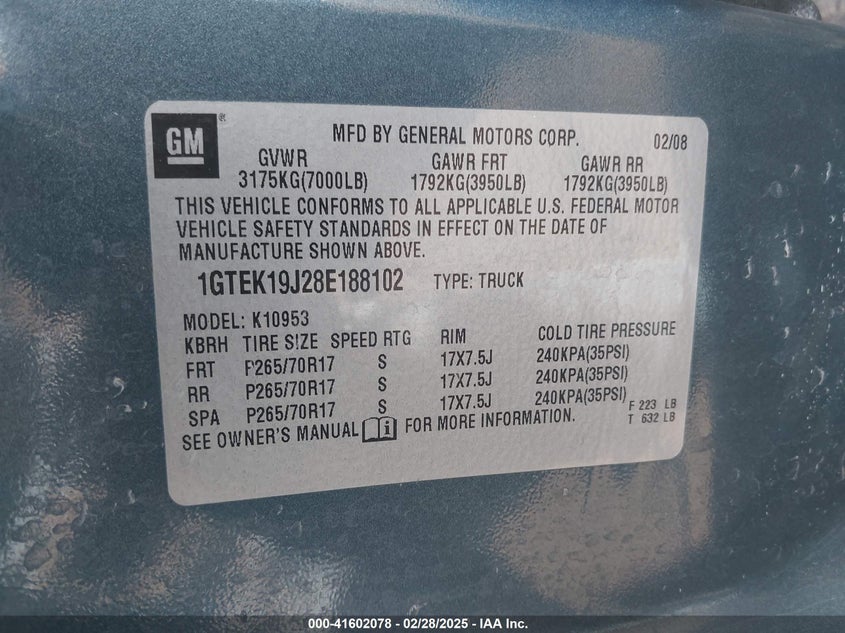 GM®
MFD BY GENERAL MOTORS CORP. 02/08
GVWR GAWR FRT GAWR RR
3175KG(7000LB) 1792KG(3950LB) 1792KG(3950LB)
THIS VEHICLE CONFORMS TO ALL APPLICABLE U.S. FEDERAL MOTOR
VEHICLE SAFETY STANDARDS IN EFFECT ON THE DATE OF
MANUFACTURE SHOWN ABOVE.
1GTEK19J28E188102 TYPE: TRUCK
MODEL: K10953
KBRH TIRE SIZE SPEED RTG RIM COLD TIRE PRESSURE
FRT P265/70R17 S 17X7.5J 240KPA(35PSI)
RR P265/70R17 S 17X7.5J 240KPA(35PSI)
SPA P265/70R17 S 17X7.5J 240KPA(35PSI)
F 223 LB
T 632 LB
SEE OWNER'S MANUAL i FOR MORE INFORMATION.
000-41602078 - 02/28/2025 - IAA Inc.